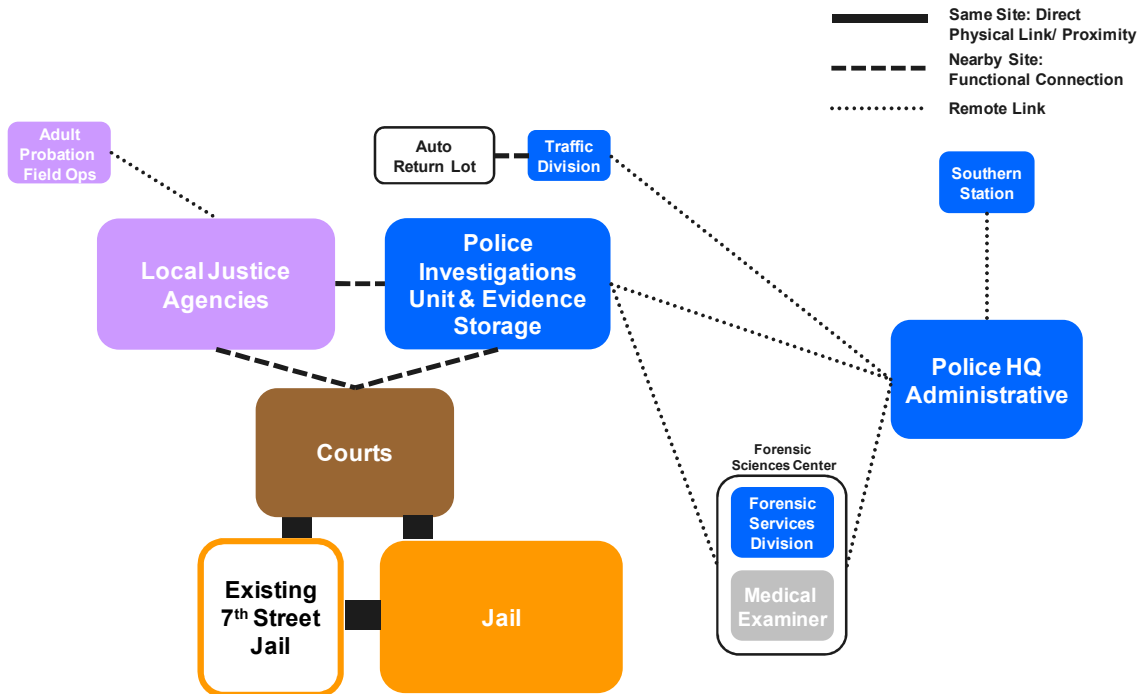 Same Site: Direct
Physical Link/ Proximity
Nearby Site:
Functional Connection
Remote Link
Adult
Probation
Field Ops
Auto
Return Lot
Traffic
Division
Southern
Station
Local Justice
Agencies
Police
Investigations
Unit & Evidence
Storage
Police HQ
Administrative
Courts
Forensic
Sciences Center
Forensic
Services
Division
Medical
Examiner
Existing
7th Street
Jail
Jail